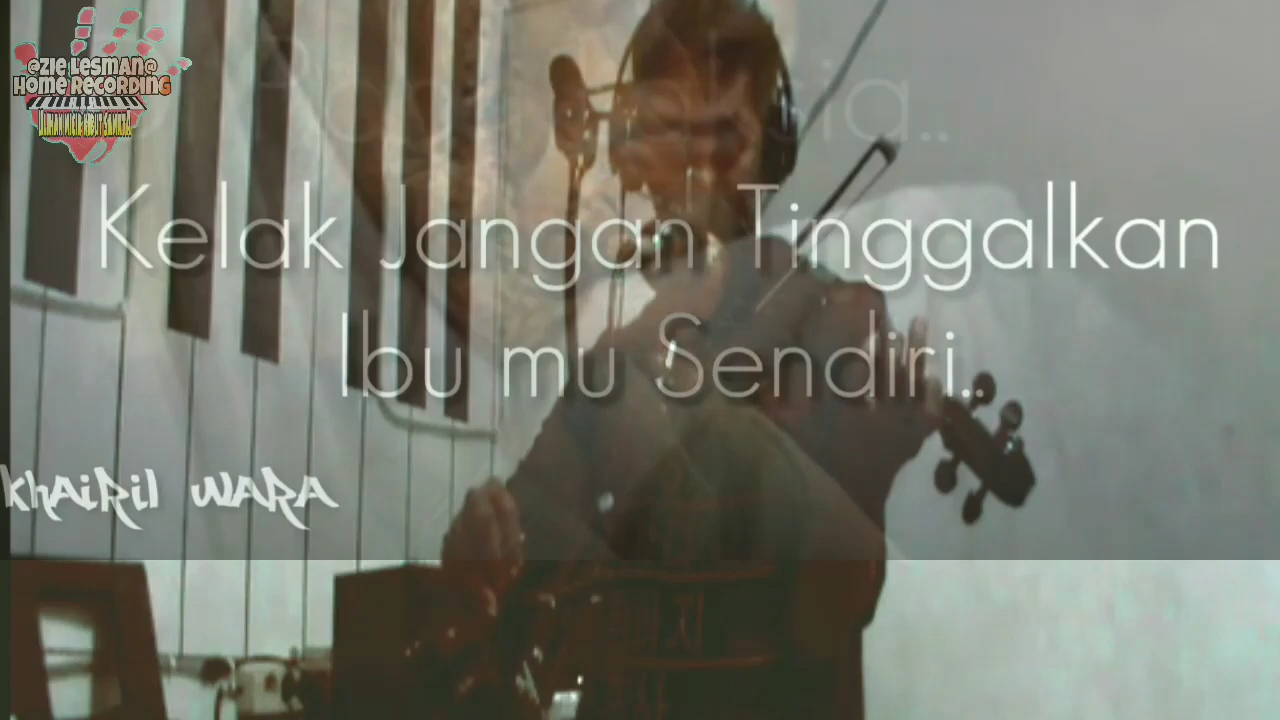 @ZIE LESMAN@
HOME RECORDING
Kelak Jangan Tinggalkan
Ibu mu Sendiri..
KHAIRIL WARA